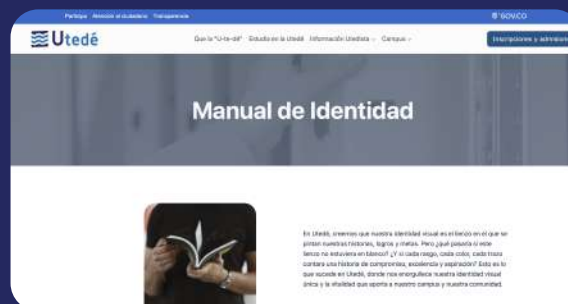 Participa Atención al ciudadano Transparencia
GOV.CO
Utedé
Que la "U-te-dé" Estudia en la Utedé Información Utedista Campus
Inscripciones y admisione
Manual de Identidad
En Utedé, creemos que nuestra identidad visual es el lienzo en el que se
pintan nuestras historias, logros y metas. Pero ¿qué pasaría si este
lienzo no estuviera en blanco? ¿Y si cada rasgo, cada color, cada trazo
contara una historia de compromiso, excelencia y aspiración? Esto es lo
que sucede en Utedé, donde nos enorgullece nuestra identidad visual
única y la vitalidad que aporta a nuestro campus y nuestra comunidad.